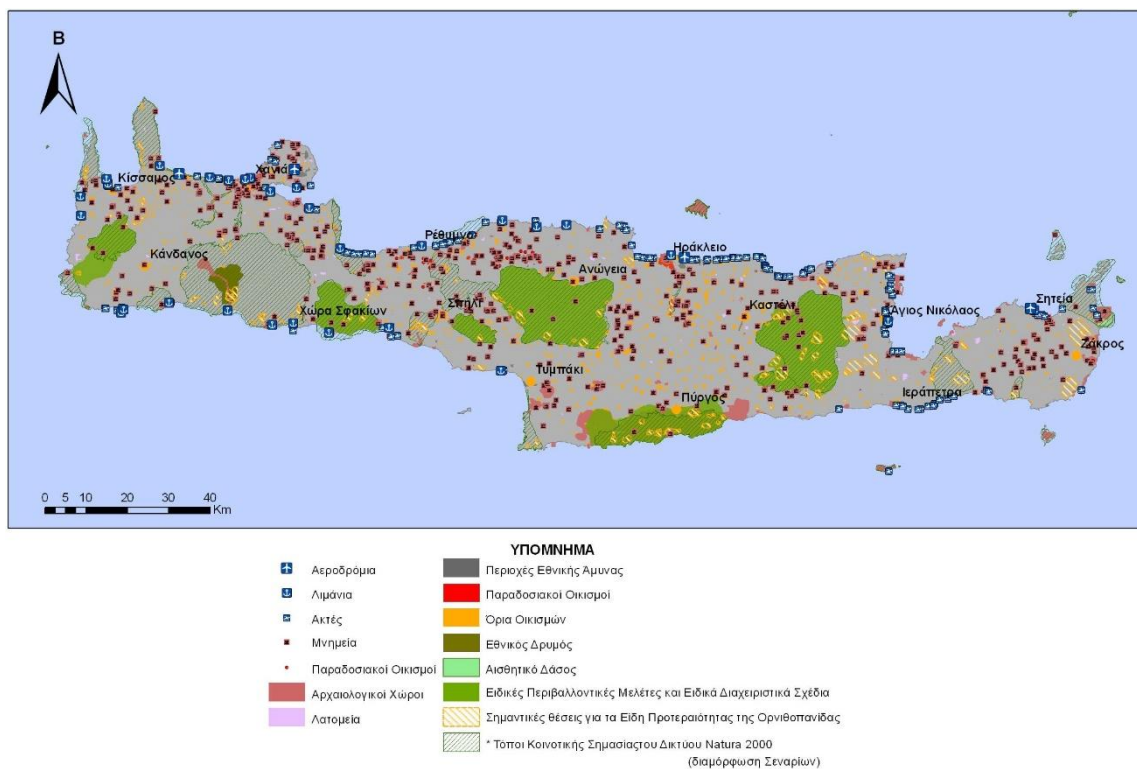 Β
Κίσσαμος
Χανιά
Κάνδανος
Ρέθυμνο
Ηράκλειο
Ανώγεια
Χώρα Σφακίων
Σπήλι
Καστέλι
Άγιος Νικόλαος
Σητεία
Ζάκρος
Τυμπάκι
Πύργος
Ιεράπετρα
0 5 10 20 30 40
Km
ΥΠΟΜΝΗΜΑ
Αεροδρόμια
Περιοχές Εθνικής Άμυνας
Λιμάνια
Παραδοσιακοί Οικισμοί
Ακτές
Όρια Οικισμών
Μνημεία
Εθνικός Δρυμός
Παραδοσιακοί Οικισμοί
Αισθητικό Δάσος
Αρχαιολογικοί Χώροι
Ειδικές Περιβαλλοντικές Μελέτες και Ειδικά Διαχειριστικά Σχέδια
Λατομεία
Σημαντικές θέσεις για τα Είδη Προτεραιότητας της Ορνιθοπανίδας
* Τόποι Κοινοτικής Σημασίαςτου Δικτύου Natura 2000
(διαμόρφωση Σεναρίων)